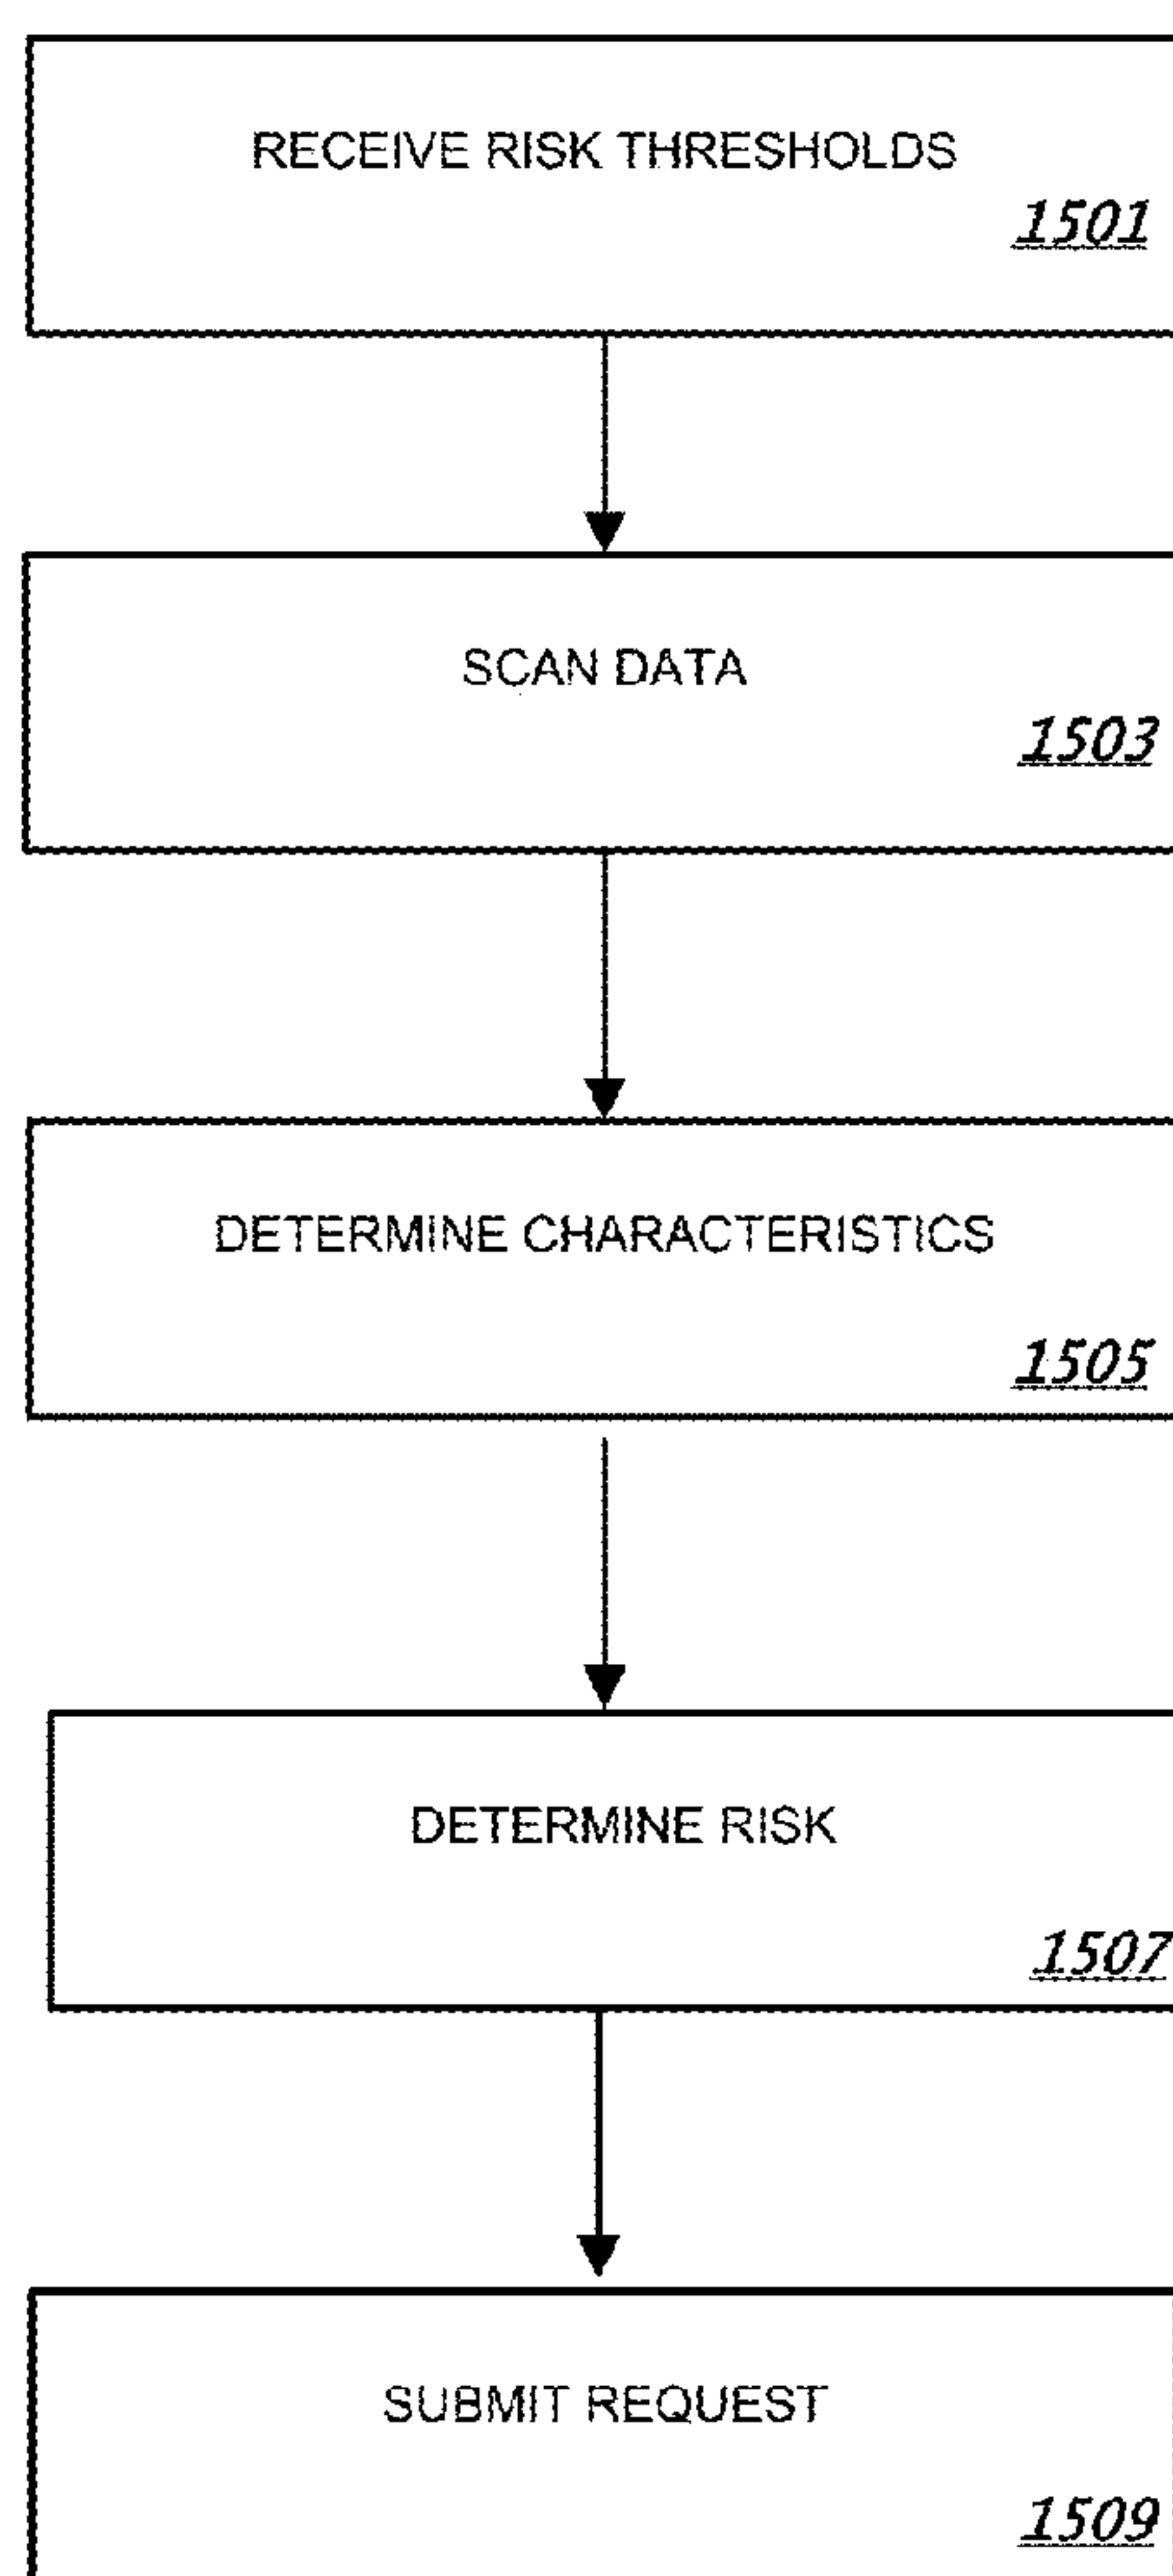 RECEIVE RISK THRESHOLDS
1501
SCAN DATA
1503
DETERMINE CHARACTERISTICS
1505
DETERMINE RISK
1507
SUBMIT REQUEST
1509